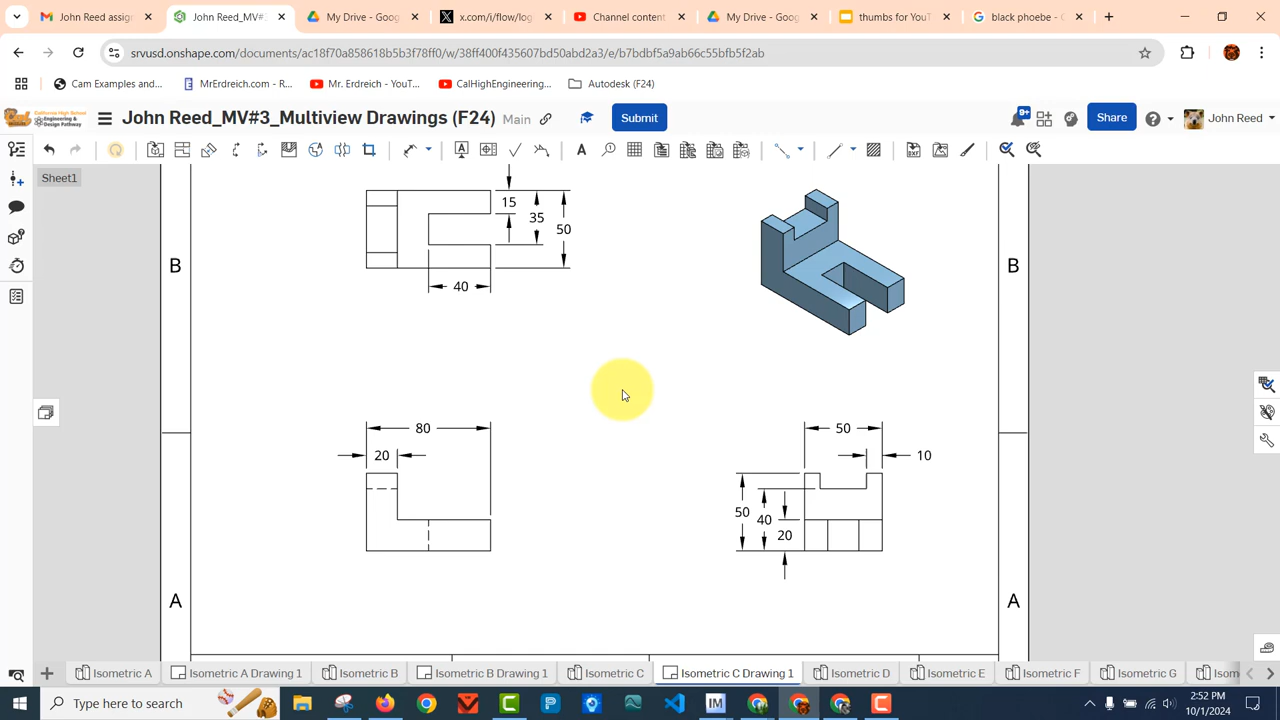 John Reed assig
John Reed_MV#3
My Drive - Goog
x.com/i/flow/log
Channel content
My Drive - Goog
thumbs for YouT
black phoebe - G
srvusd.onshape.com/documents/ac18f70a858618b5b3f78ff0/w/38ff400f435607bd50abd2a3/e/b7bdbf5a9ab66c55bfb5f2ab
Cam Examples and...
MrErdreich.com - R...
Mr. Erdreich - YouT...
CalHighEngineering...
Autodesk (F24)
John Reed_MV#3_Multiview Drawings (F24)
Main
Submit
9+
Share
John Reed
Sheet1
15
35
50
40
B
B
80
20
50
10
50
40
20
A
A
Isometric A
Isometric A Drawing 1
Isometric B
Isometric B Drawing 1
Isometric C
Isometric C Drawing 1
Isometric D
Isometric E
Isometric F
Isometric G
Isom
Type here to search
2:52 PM
10/1/2024